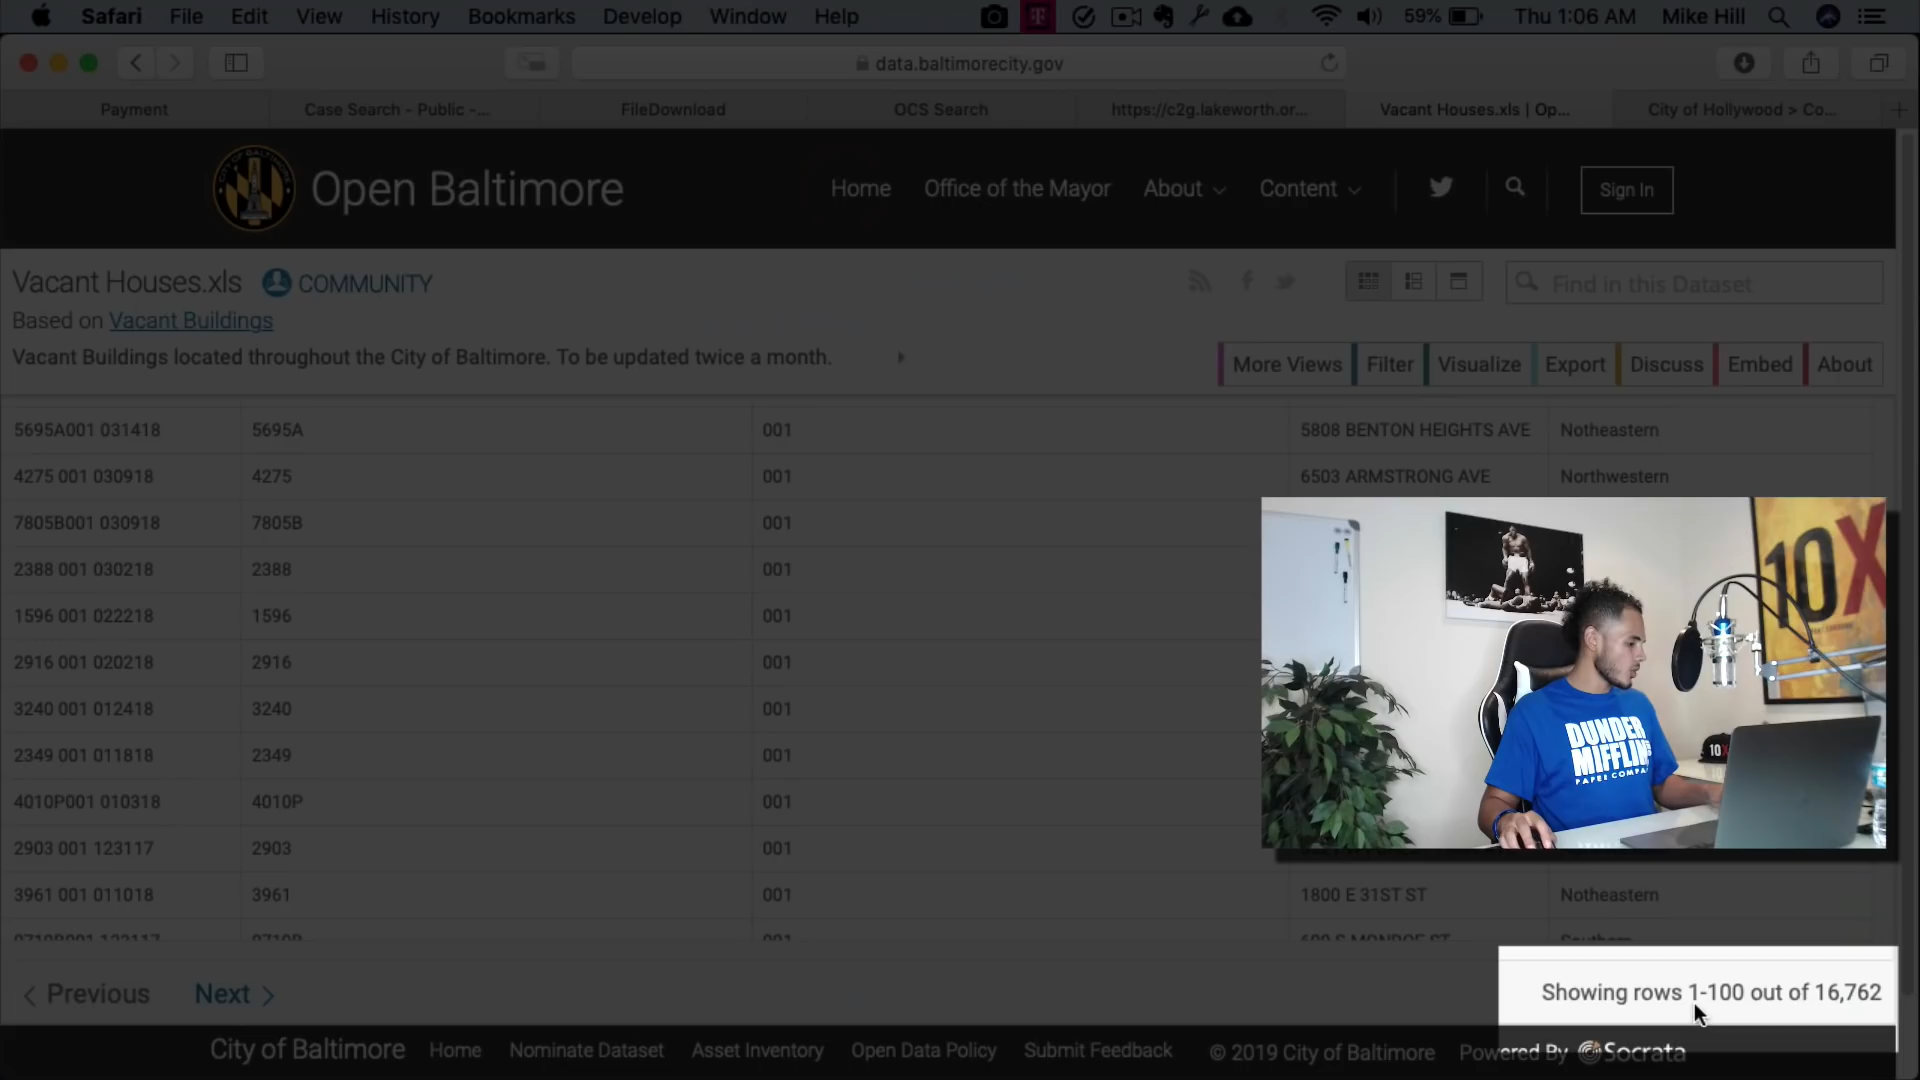 Safari File Edit View History Bookmarks Develop Window Help 59% Thu 1:06 AM Mike Hill
data.baltimorecity.gov
Payment Case Search - Public -... FileDownload OCS Search https://c2g.lakeworth.or... Vacant Houses.xls | Op... City of Hollywood > Co...
Open Baltimore Home Office of the Mayor About Content Sign In
Vacant Houses.xls COMMUNITY Find in this Dataset
Based on Vacant Buildings
Vacant Buildings located throughout the City of Baltimore. To be updated twice a month.
More Views Filter Visualize Export Discuss Embed About
5695A001 031418 5695A 001 5808 BENTON HEIGHTS AVE Notheastern
4275 001 030918 4275 001 6503 ARMSTRONG AVE Northwestern
7805B001 030918 7805B 001
2388 001 030218 2388 001
1596 001 022218 1596 001
2916 001 020218 2916 001
3240 001 012418 3240 001
2349 001 011818 2349 001
4010P001 010318 4010P 001
2903 001 123117 2903 001
3961 001 011018 3961 001 1800 E 31ST ST Notheastern
10X
DUNDER
MIFFLIN
10X
< Previous Next >
Showing rows 1-100 out of 16,762
City of Baltimore Home Nominate Dataset Asset Inventory Open Data Policy Submit Feedback © 2019 City of Baltimore Powered By Socrata